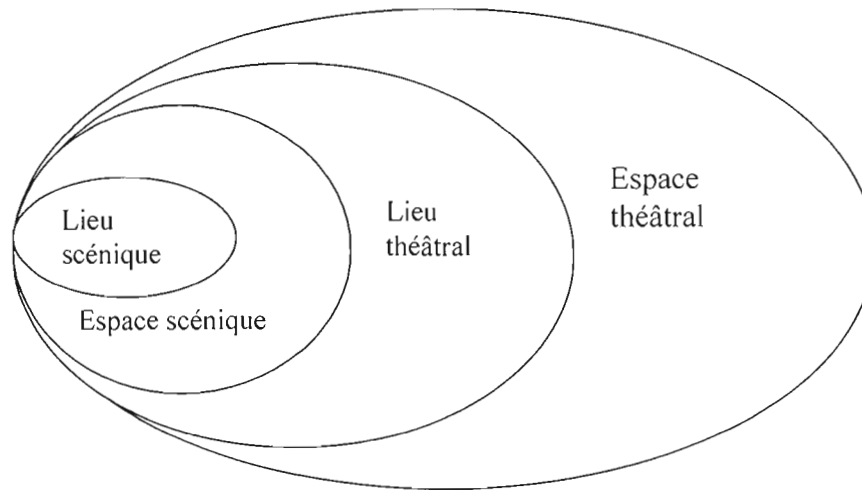 Lieu
scénique
Espace scénique
Lieu
théâtral
Espace
théâtral